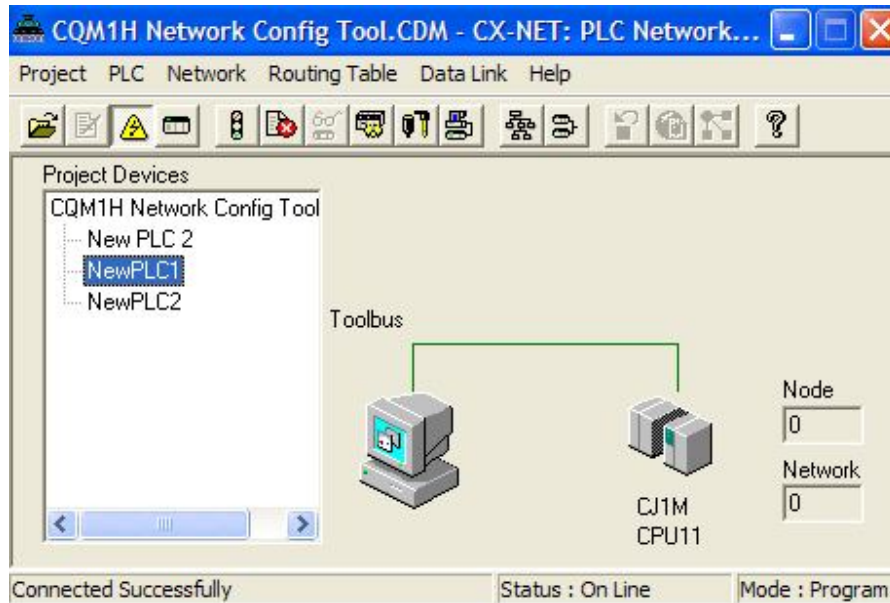 CQM1H Network Config Tool.CDM - CX-NET: PLC Network...
Project PLC Network Routing Table Data Link Help
Project Devices
CQM1H Network Config Tool
New PLC 2
NewPLC1
NewPLC2
Toolbus
Node
0
Network
0
CJ1M
CPU11
Connected Successfully Status : On Line Mode : Program